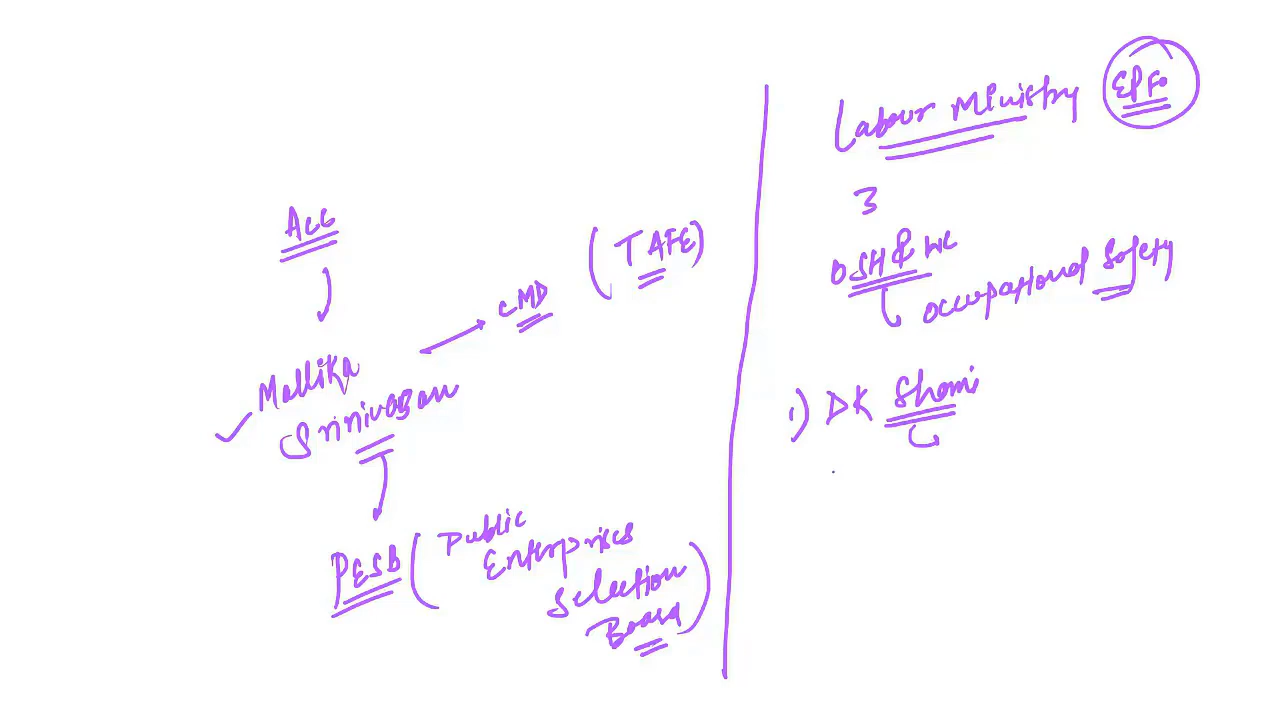 ACC
Mallika
Srinivasan
CMD
(TAFE)
PESB (Public
Enterprises
Selection
Board)
Labour Ministry EPFO
3
OSH & WC
Occupational Safety
1) DK Shami